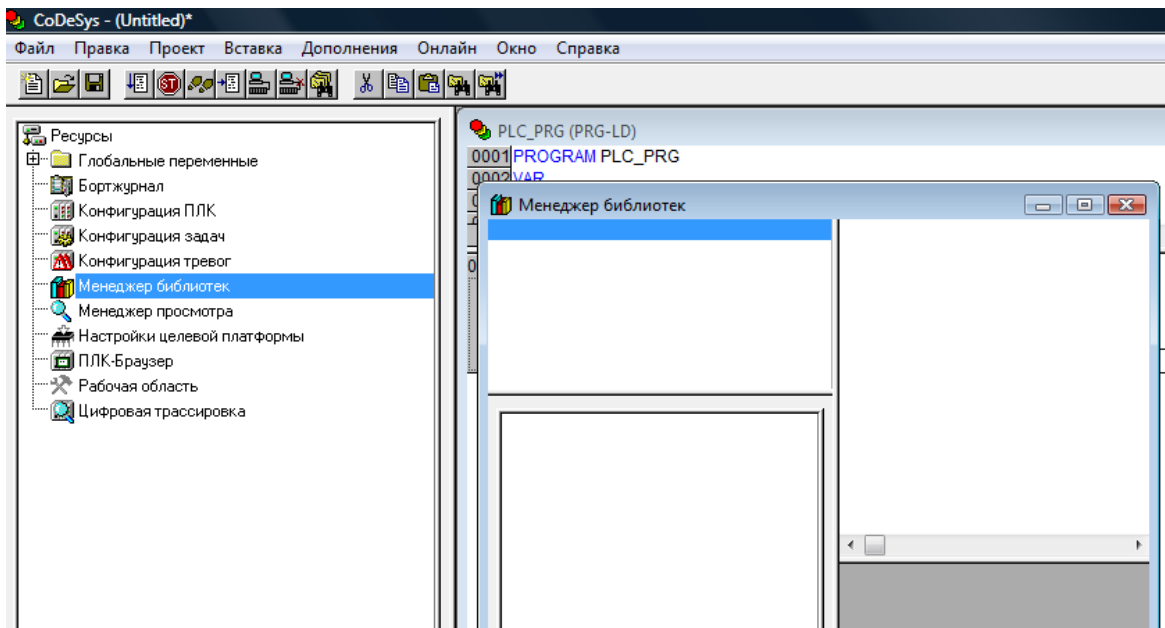 CoDeSys - (Untitled)*
Файл Правка Проект Вставка Дополнения Онлайн Окно Справка
Ресурсы
Глобальные переменные
Бортжурнал
Конфигурация ПЛК
Конфигурация задач
Конфигурация тревог
Менеджер библиотек
Менеджер просмотра
Настройки целевой платформы
ПЛК-Браузер
Рабочая область
Цифровая трассировка
PLC_PRG (PRG-LD)
0001 PROGRAM PLC_PRG
0002 VAR
Менеджер библиотек